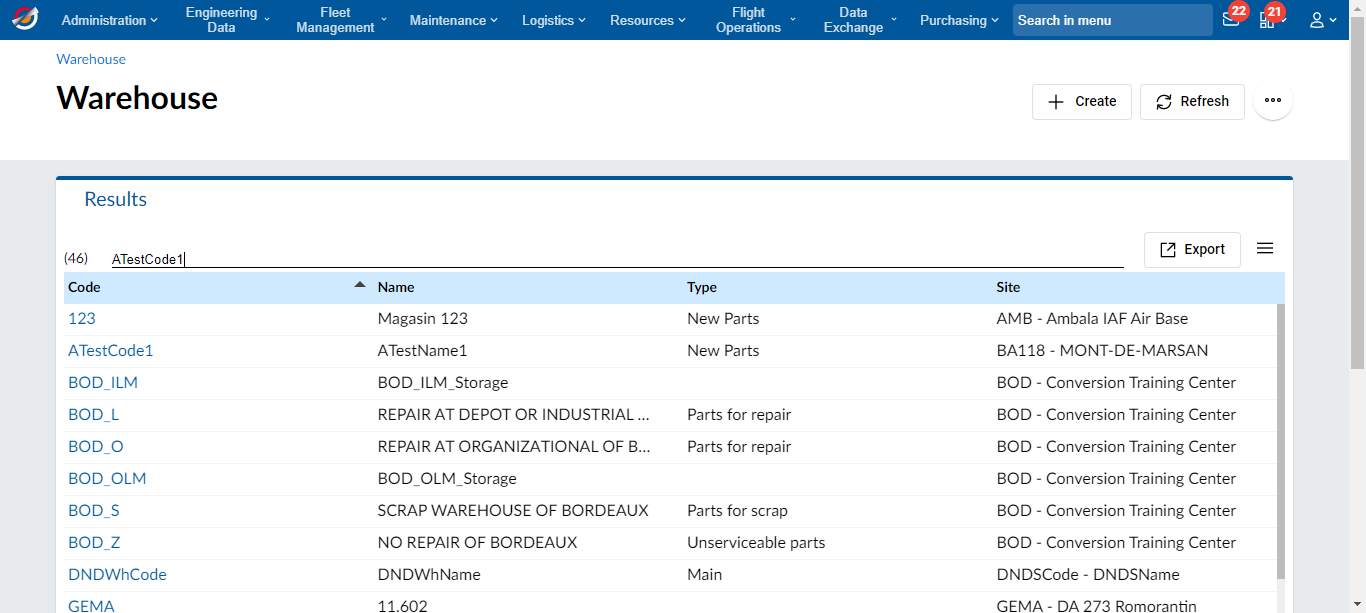 Administration
Engineering
Data
Fleet
Management
Maintenance
Logistics
Resources
Flight
Operations
Data
Exchange
Purchasing
Search in menu
22
21
Warehouse
Warehouse
Create
Refresh
Results
(46)
ATestCode1
Export
Code Name Type Site
123 Magasin 123 New Parts AMB - Ambala IAF Air Base
ATestCode1 ATestName1 New Parts BA118 - MONT-DE-MARSAN
BOD_ILM BOD_ILM_Storage BOD - Conversion Training Center
BOD_L REPAIR AT DEPOT OR INDUSTRIAL ... Parts for repair BOD - Conversion Training Center
BOD_O REPAIR AT ORGANIZATIONAL OF B... Parts for repair BOD - Conversion Training Center
BOD_OLM BOD_OLM_Storage BOD - Conversion Training Center
BOD_S SCRAP WAREHOUSE OF BORDEAUX Parts for scrap BOD - Conversion Training Center
BOD_Z NO REPAIR OF BORDEAUX Unserviceable parts BOD - Conversion Training Center
DNDWhCode DNDWhName Main DNDSCode - DNDSName
GEMA 11.602 GEMA - DA 273 Romorantin